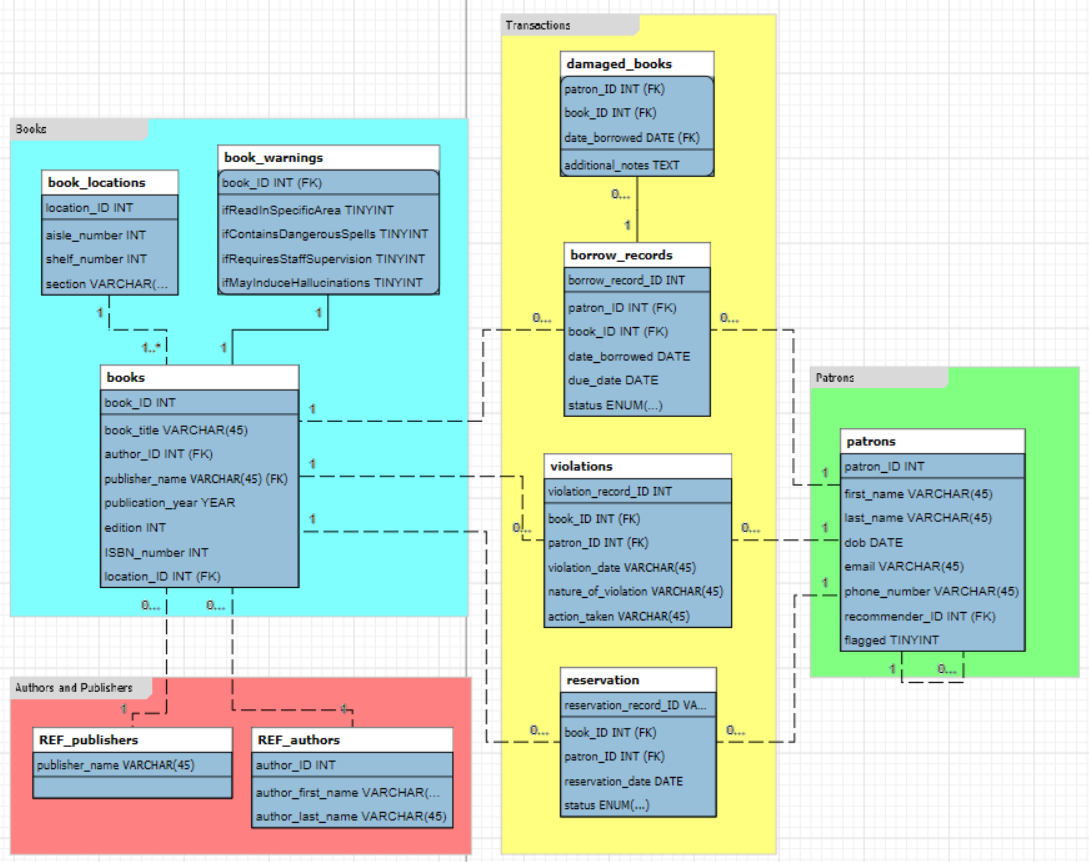 Transactions
damaged_books
patron_ID INT (FK)
book_ID INT (FK)
date_borrowed DATE (FK)
additional_notes TEXT
0...
1
Books
book_locations
location_ID INT
aisle_number INT
shelf_number INT
section VARCHAR(...
1
1..*
book_warnings
book_ID INT (FK)
ifReadInSpecificArea TINYINT
ifContainsDangerousSpells TINYINT
ifRequiresStaffSupervision TINYINT
ifMayInduceHallucinations TINYINT
1
1
books
book_ID INT
book_title VARCHAR(45)
author_ID INT (FK)
publisher_name VARCHAR(45) (FK)
publication_year YEAR
edition INT
ISBN_number INT
location_ID INT (FK)
1
1
1
0...
0...
borrow_records
borrow_record_ID INT
patron_ID INT (FK)
book_ID INT (FK)
date_borrowed DATE
due_date DATE
status ENUM(...)
0...
0...
violations
violation_record_ID INT
book_ID INT (FK)
patron_ID INT (FK)
violation_date VARCHAR(45)
nature_of_violation VARCHAR(45)
action_taken VARCHAR(45)
0...
0...
reservation
reservation_record_ID VA...
book_ID INT (FK)
patron_ID INT (FK)
reservation_date DATE
status ENUM(...)
0...
0...
Patrons
patrons
patron_ID INT
first_name VARCHAR(45)
last_name VARCHAR(45)
dob DATE
email VARCHAR(45)
phone_number VARCHAR(45)
recommender_ID INT (FK)
flagged TINYINT
1
1
1
1
0...
Authors and Publishers
1
1
REF_publishers
publisher_name VARCHAR(45)
REF_authors
author_ID INT
author_first_name VARCHAR(...
author_last_name VARCHAR(45)